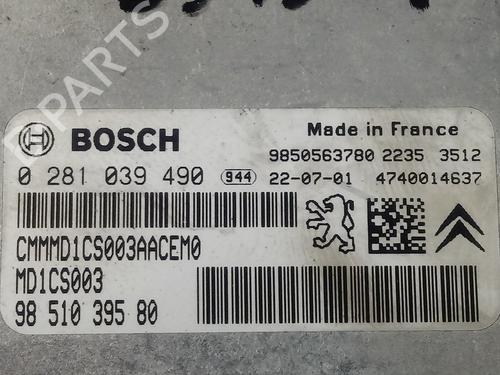 B PARTS
BOSCH
Made in France
9850563780 2235 3512
0 281 039 490 944 22-07-01 4740014637
CMMMD1CS003AACEM0
MD1CS003
98 510 395 80